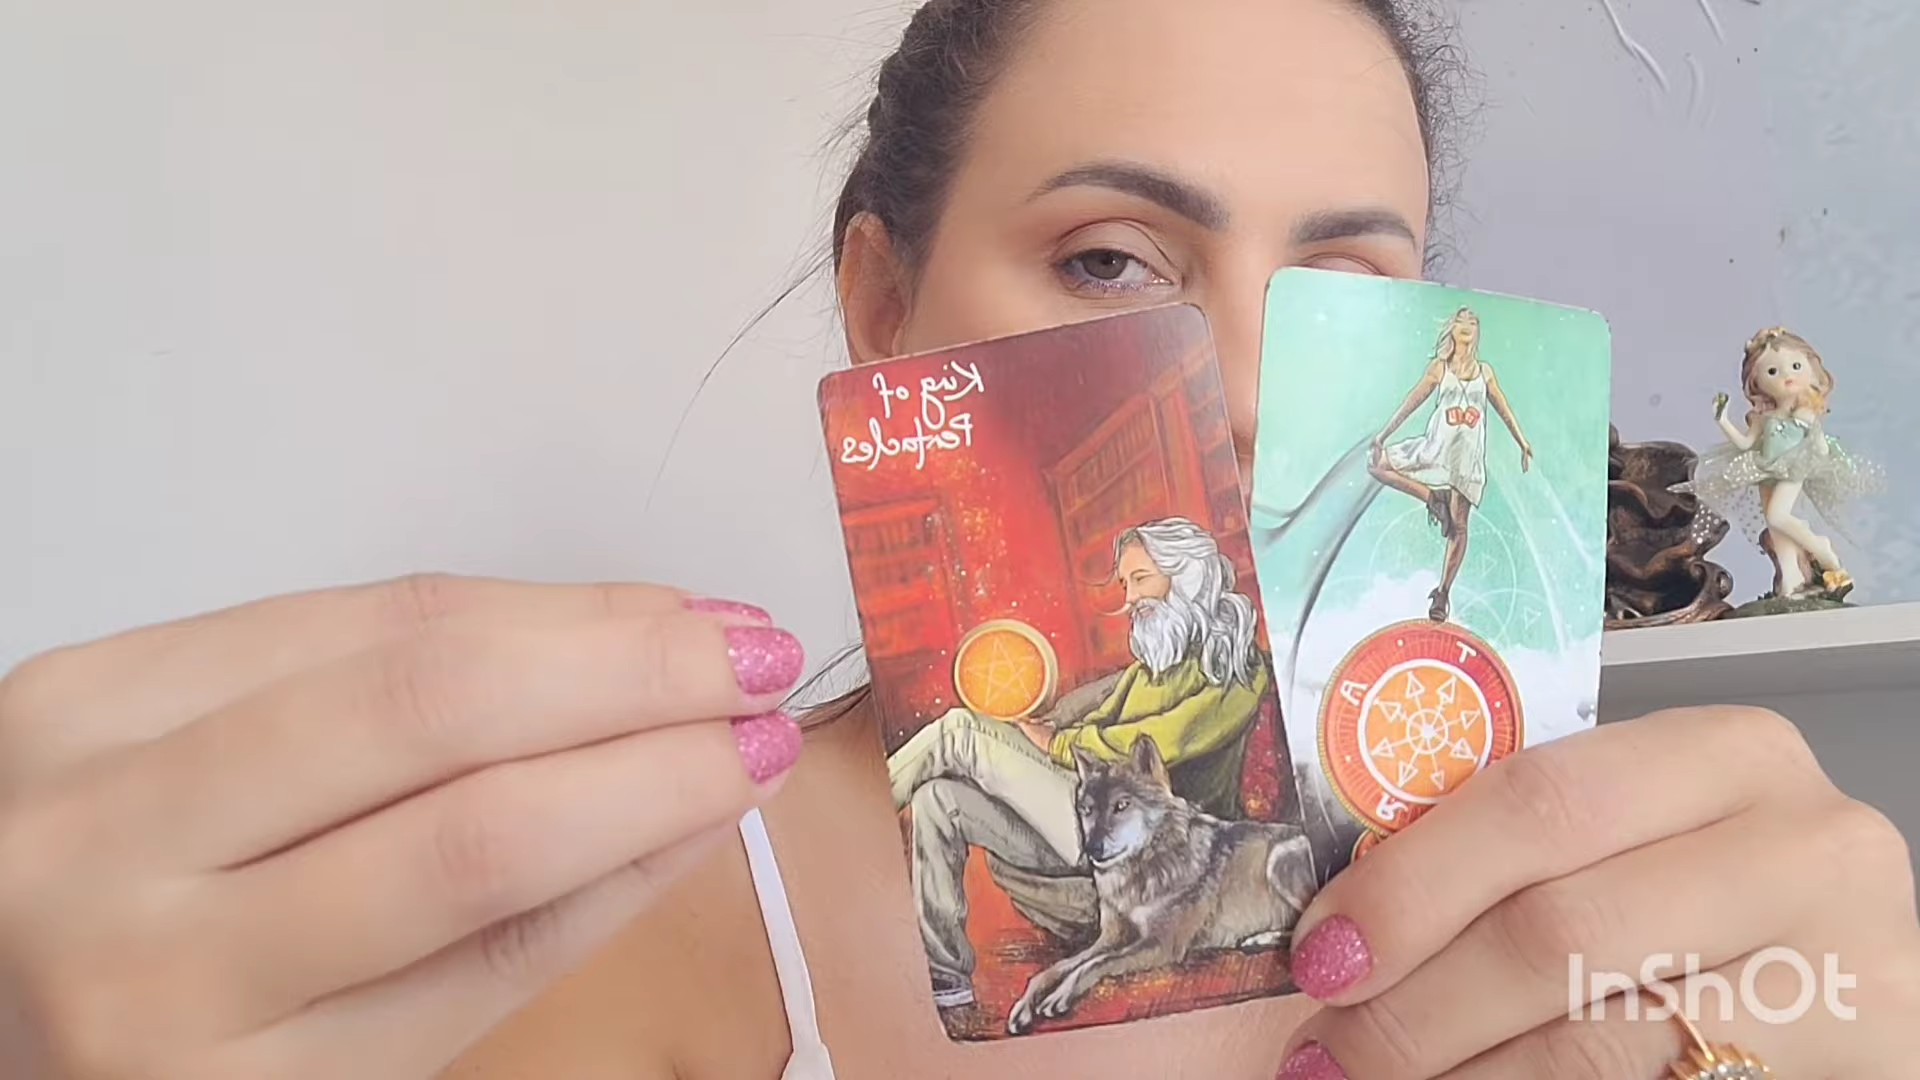 King of
Pentacles
T
A
R
InShOt